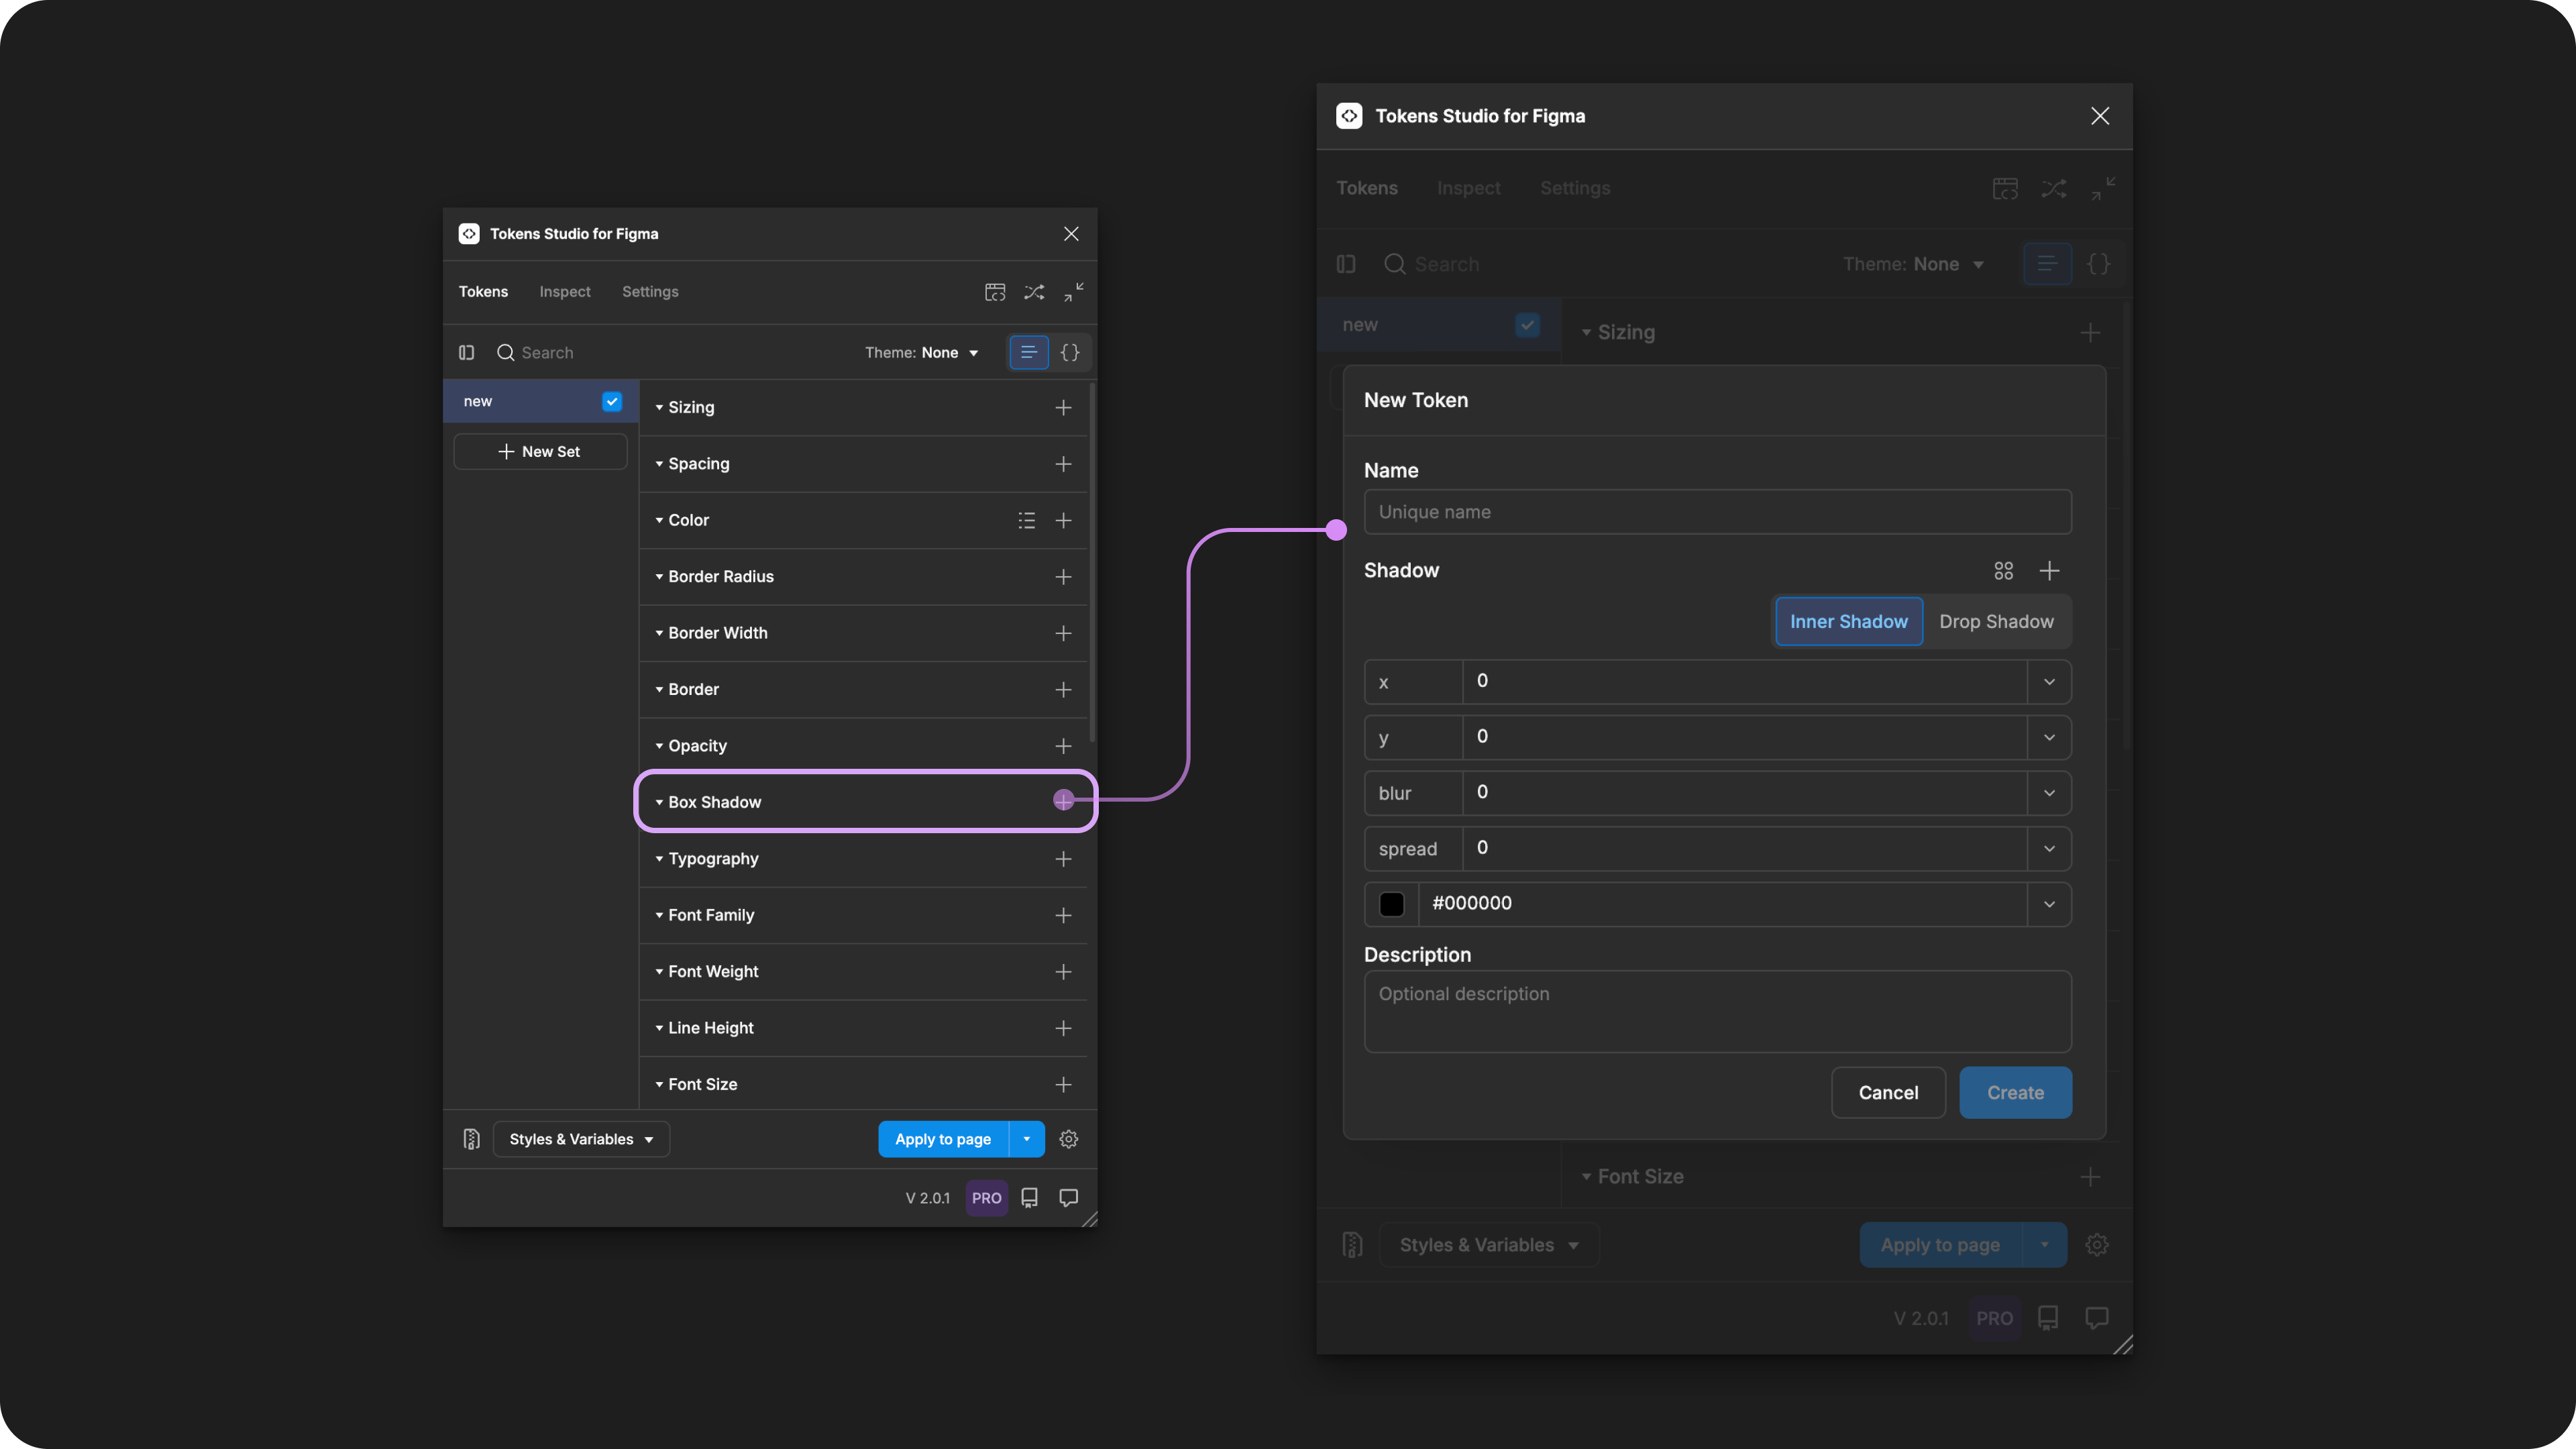 Tokens Studio for Figma
Tokens Inspect Settings
Search Theme: None {}
new
New Set
Sizing
Spacing
Color
Border Radius
Border Width
Border
Opacity
Box Shadow
Typography
Font Family
Font Weight
Line Height
Font Size
Styles & Variables Apply to page
V 2.0.1 PRO
Tokens Studio for Figma
Tokens Inspect Settings
Search Theme: None {}
new Sizing
New Token
Name
Unique name
Shadow
Inner Shadow Drop Shadow
x 0
y 0
blur 0
spread 0
#000000
Description
Optional description
Cancel Create
Font Size
Styles & Variables Apply to page
V 2.0.1 PRO